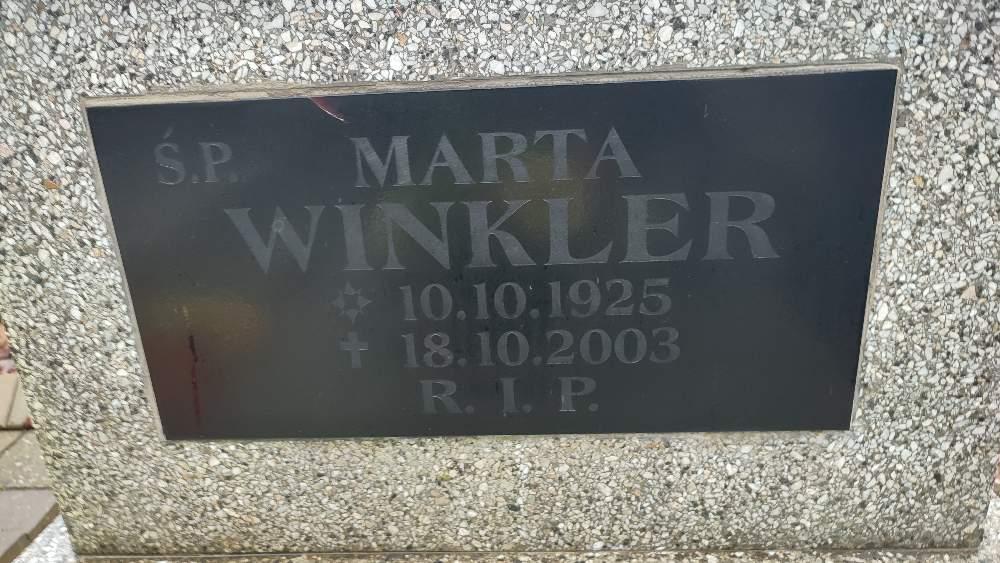 Ś.P. MARTA
WINKLER
10.10.1925
18.10.2003
R. I. P.